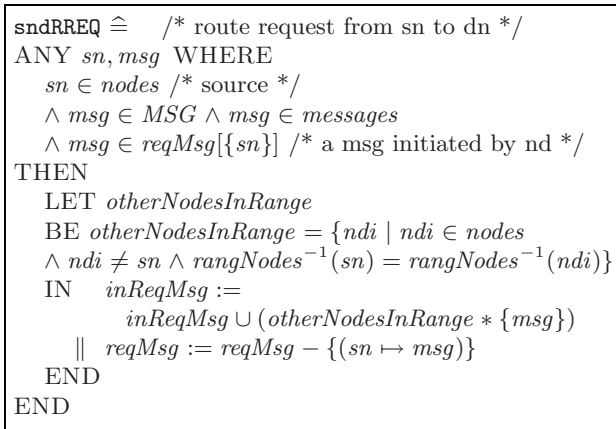 sndRREQ ≙ /* route request from sn to dn */
ANY sn, msg WHERE
sn ∈ nodes /* source */
∧ msg ∈ MSG ∧ msg ∈ messages
∧ msg ∈ reqMsg[{sn}] /* a msg initiated by nd */
THEN
LET otherNodesInRange
BE otherNodesInRange = {ndi | ndi ∈ nodes
∧ ndi ≠ sn ∧ rangNodes⁻¹(sn) = rangNodes⁻¹(ndi)}
IN inReqMsg :=
inReqMsg ∪ (otherNodesInRange ∗ {msg})
‖ reqMsg := reqMsg − {(sn ↦ msg)}
END
END